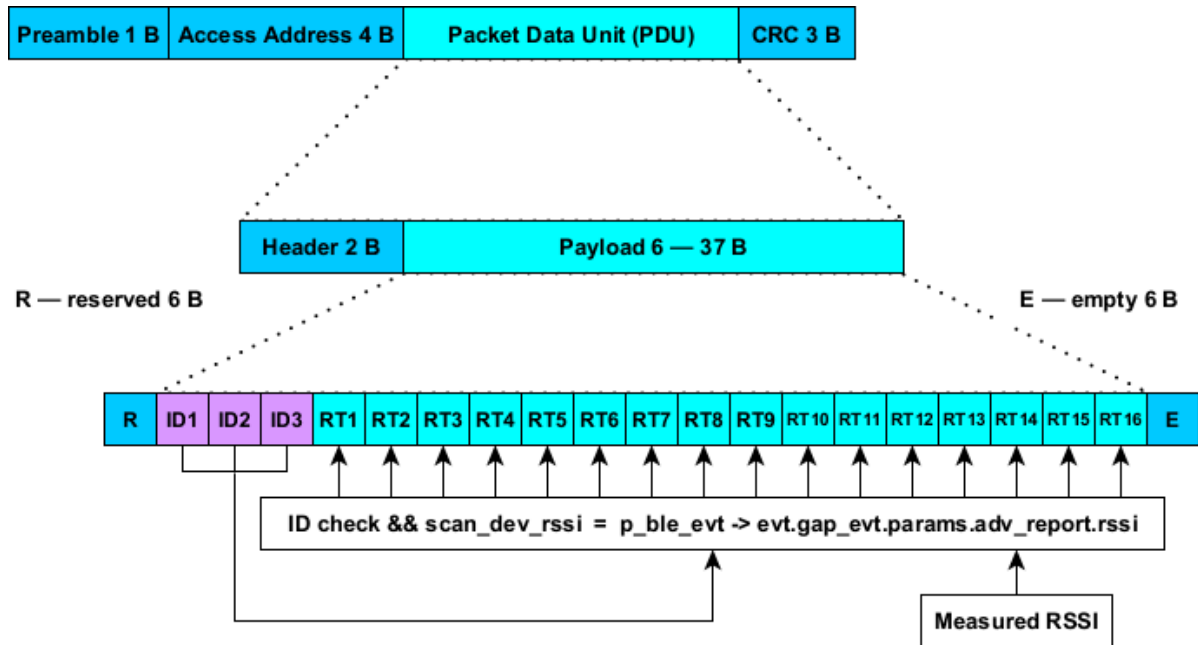 Preamble 1 B Access Address 4 B Packet Data Unit (PDU) CRC 3 B
Header 2 B Payload 6 — 37 B
R — reserved 6 B E — empty 6 B
R ID1 ID2 ID3 RT1 RT2 RT3 RT4 RT5 RT6 RT7 RT8 RT9 RT10 RT11 RT12 RT13 RT14 RT15 RT16 E
ID check && scan_dev_rssi = p_ble_evt -> evt.gap_evt.params.adv_report.rssi
Measured RSSI